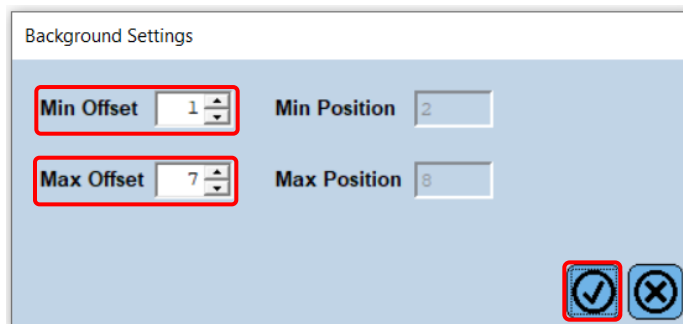 Background Settings
Min Offset 1 Min Position 2
Max Offset 7 Max Position 8